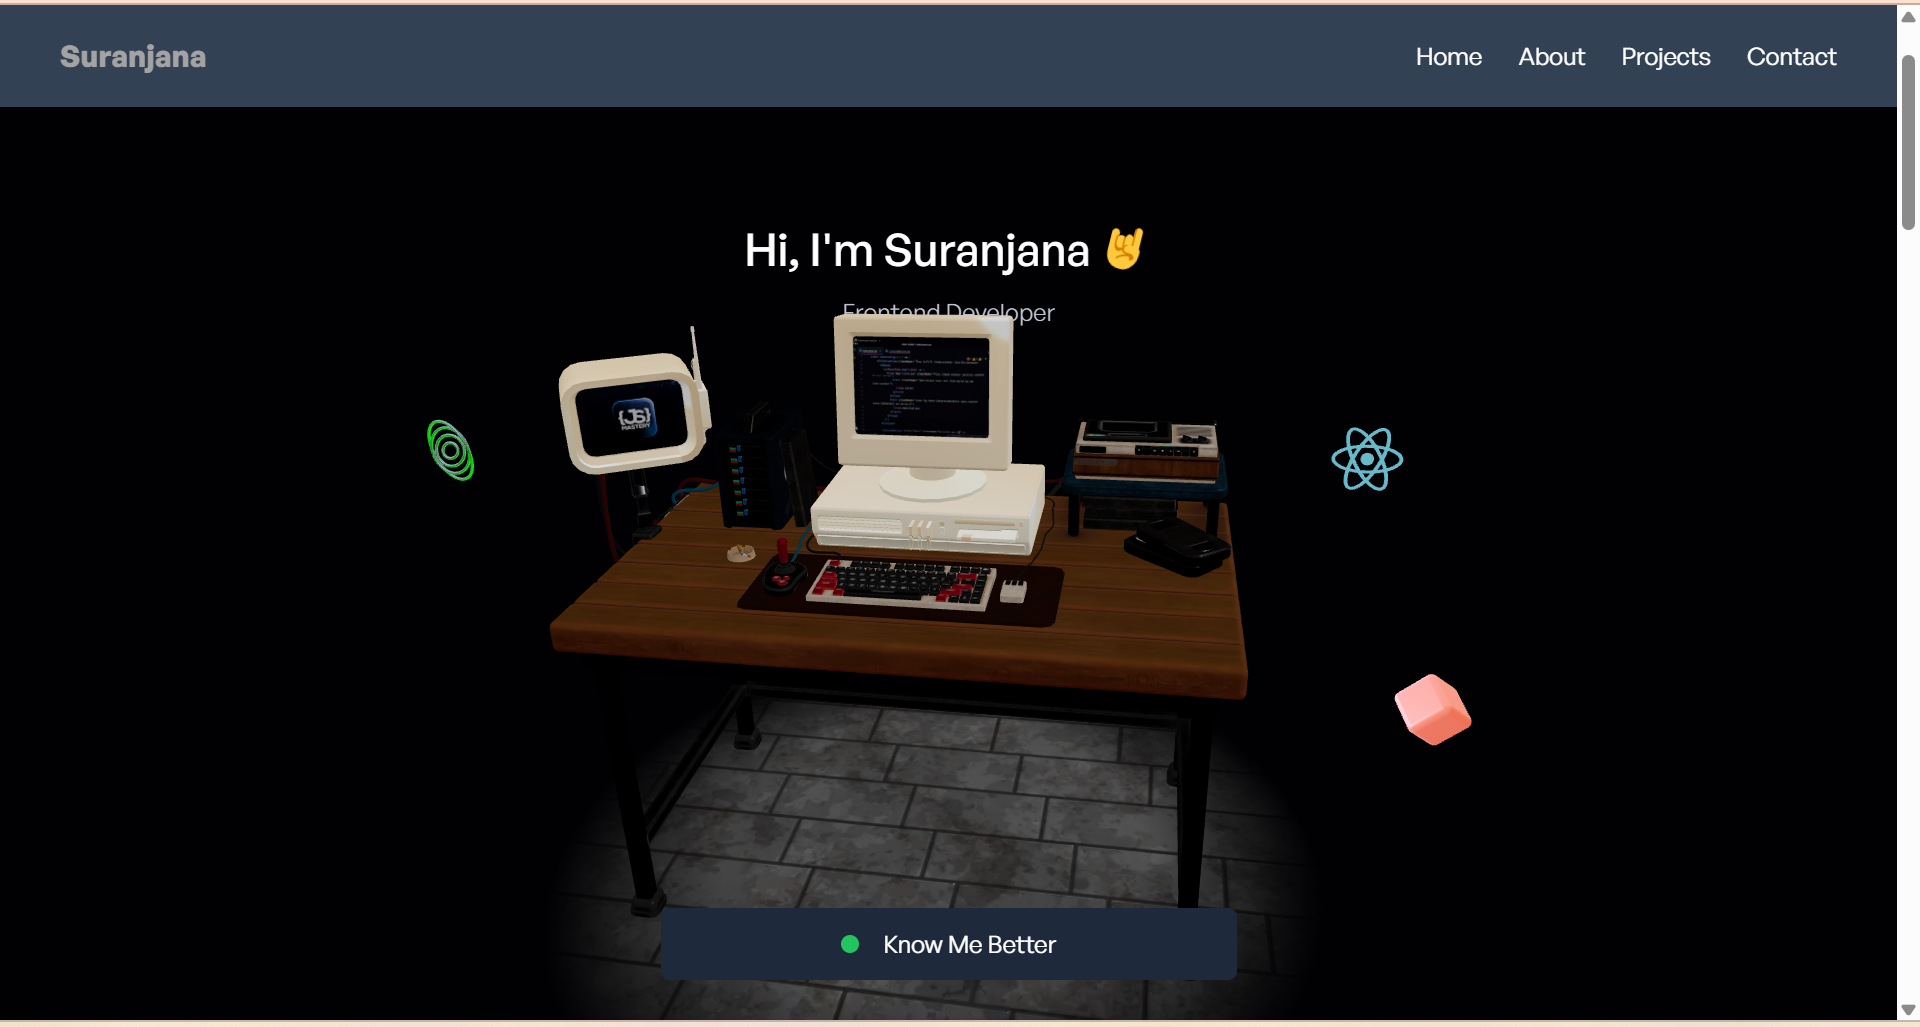 Suranjana
Home About Projects Contact
Hi, I'm Suranjana 🤘
Frontend Developer
{JS}
MASTERY
Know Me Better